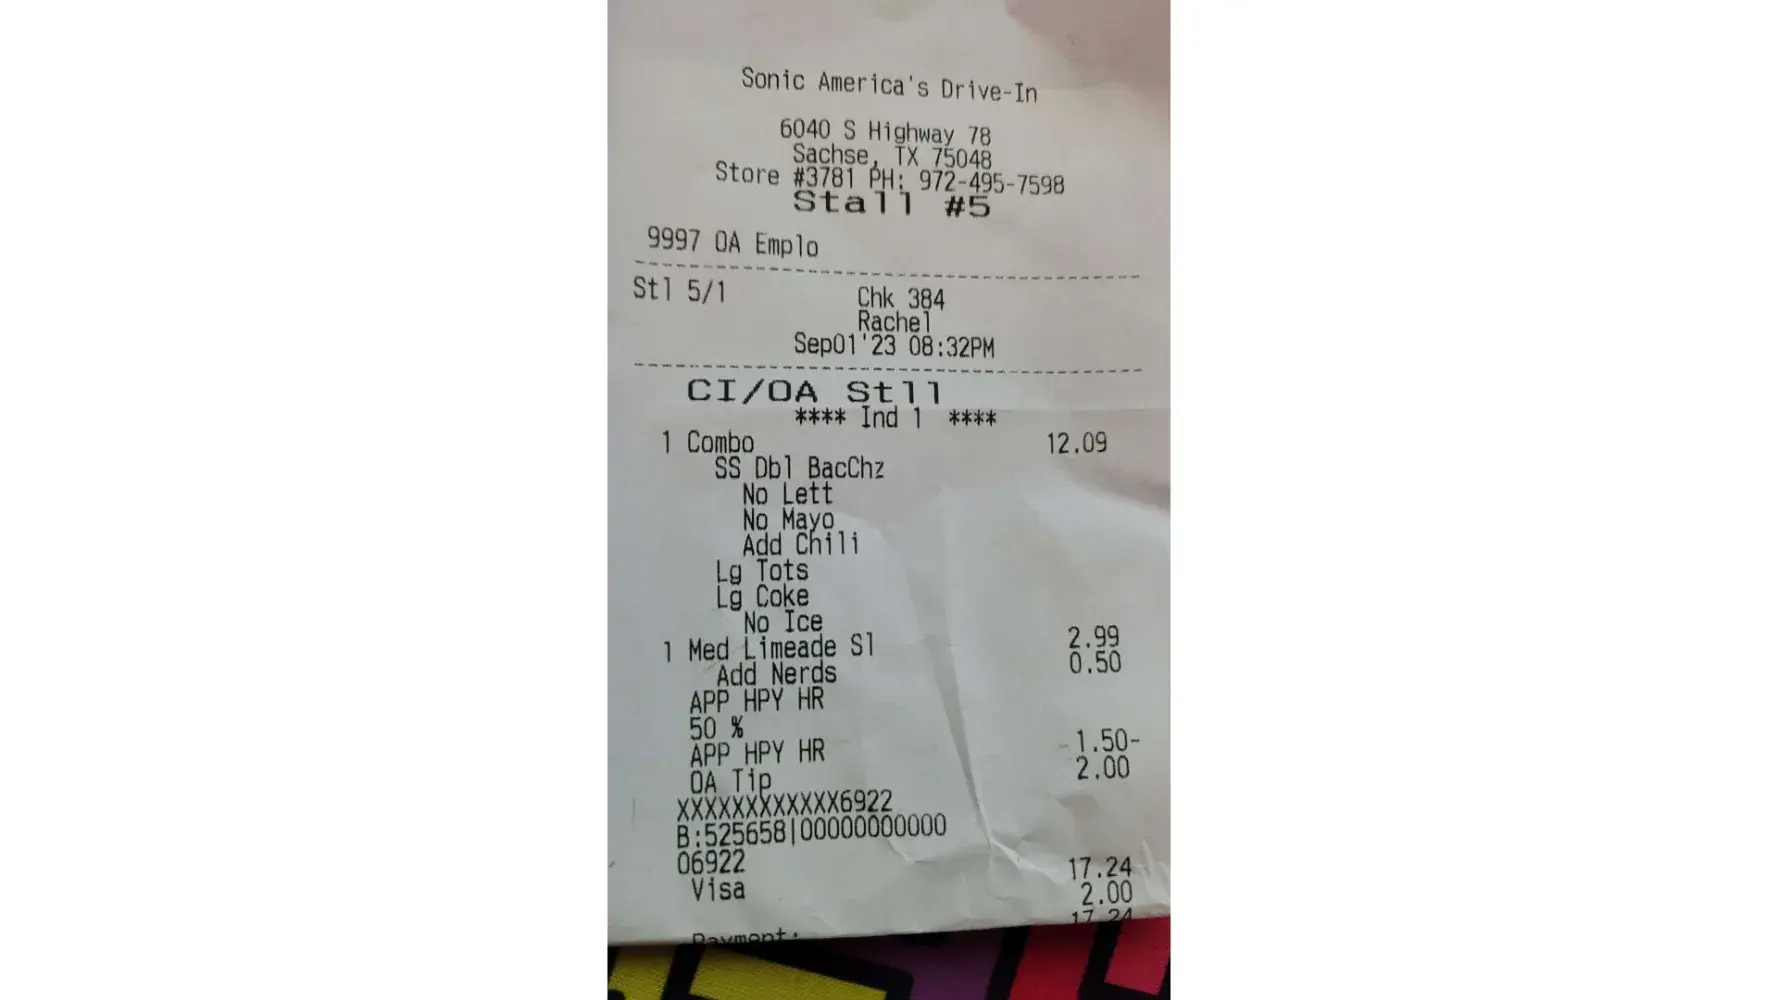 Sonic America's Drive-In
6040 S Highway 78
Sachse, TX 75048
Store #3781 PH: 972-495-7598
Stall #5
9997 OA Emplo
Stl 5/1 Chk 384
Rachel
Sep01'23 08:32PM
CI/OA Stll
**** Ind 1 ****
1 Combo 12.09
SS Dbl BacChz
No Lett
No Mayo
Add Chili
Lg Tots
Lg Coke
No Ice
1 Med Limeade Sl 2.99
Add Nerds 0.50
APP HPY HR
50 %
APP HPY HR 1.50-
OA Tip 2.00
XXXXXXXXXXXX6922
B:525658|00000000000
06922
Visa 17.24
2.00
Payment: 17.24